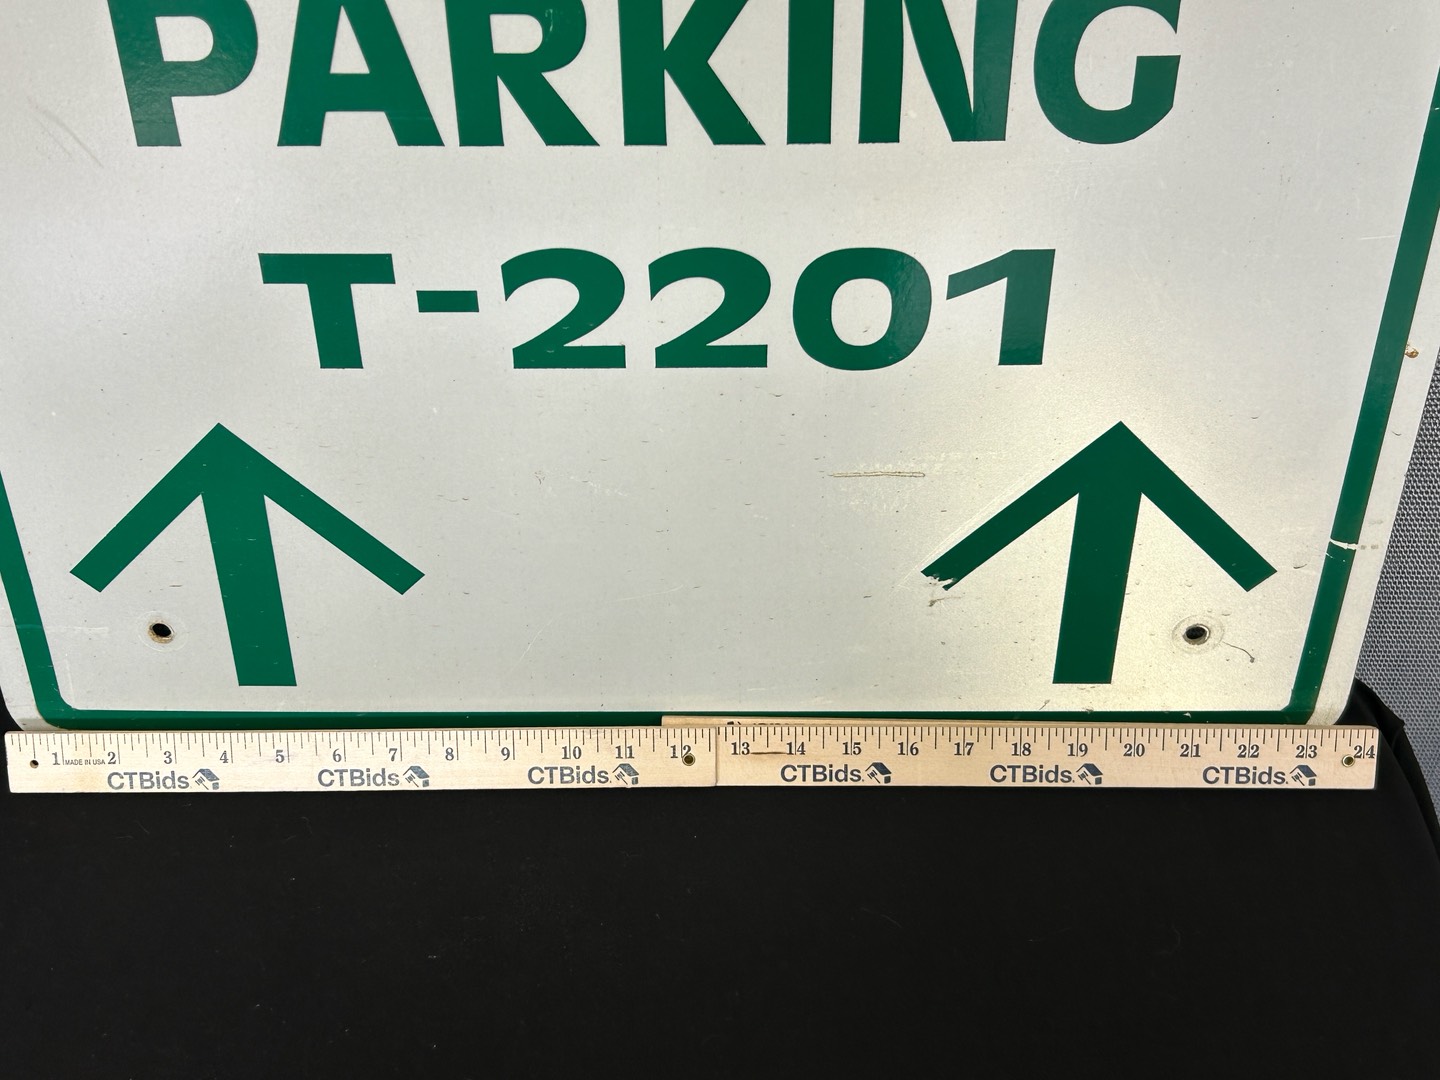 PARKING
T-2201
1 2 3 4 5 6 7 8 9 10 11 12 13 14 15 16 17 18 19 20 21 22 23 24
MADE IN USA
CTBids CTBids CTBids CTBids CTBids CTBids